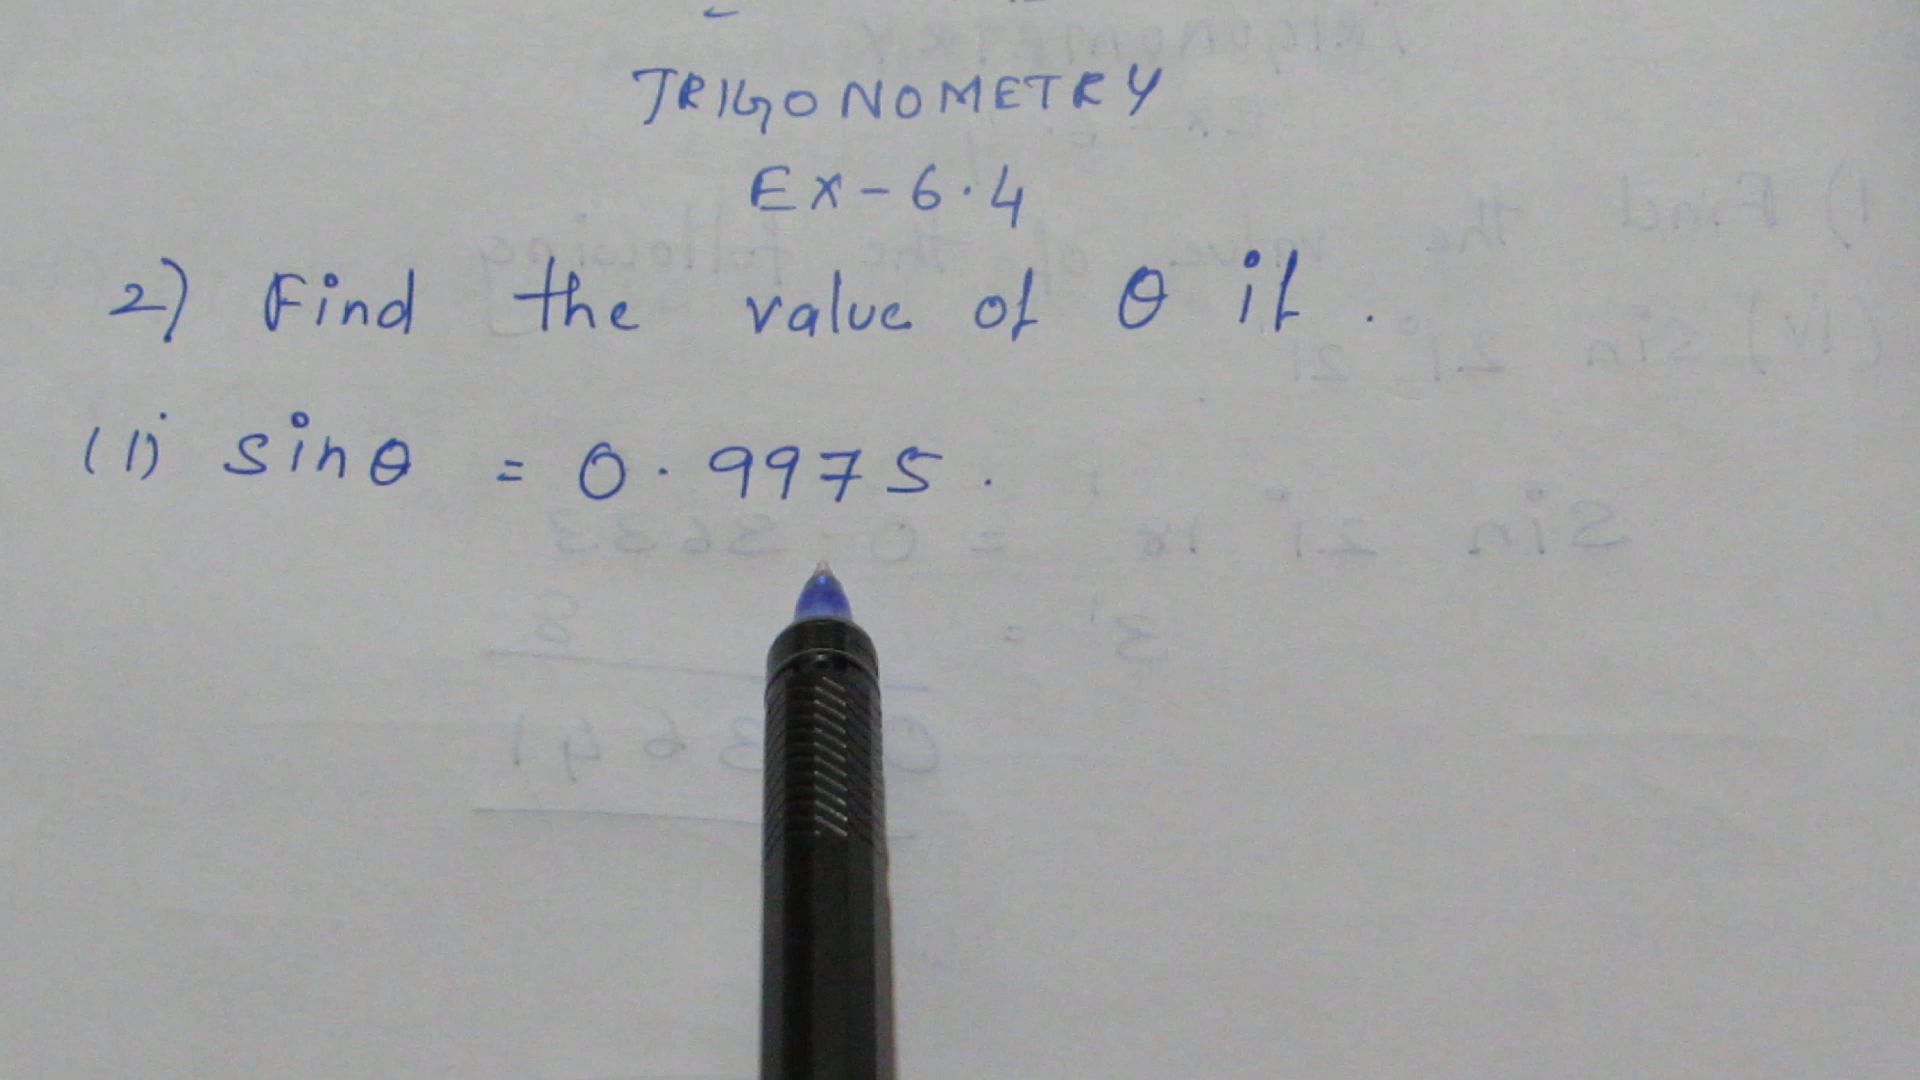 TRIGONOMETRY
Ex-6.4
2) Find the value of θ if.
(i) sinθ = 0.9975.